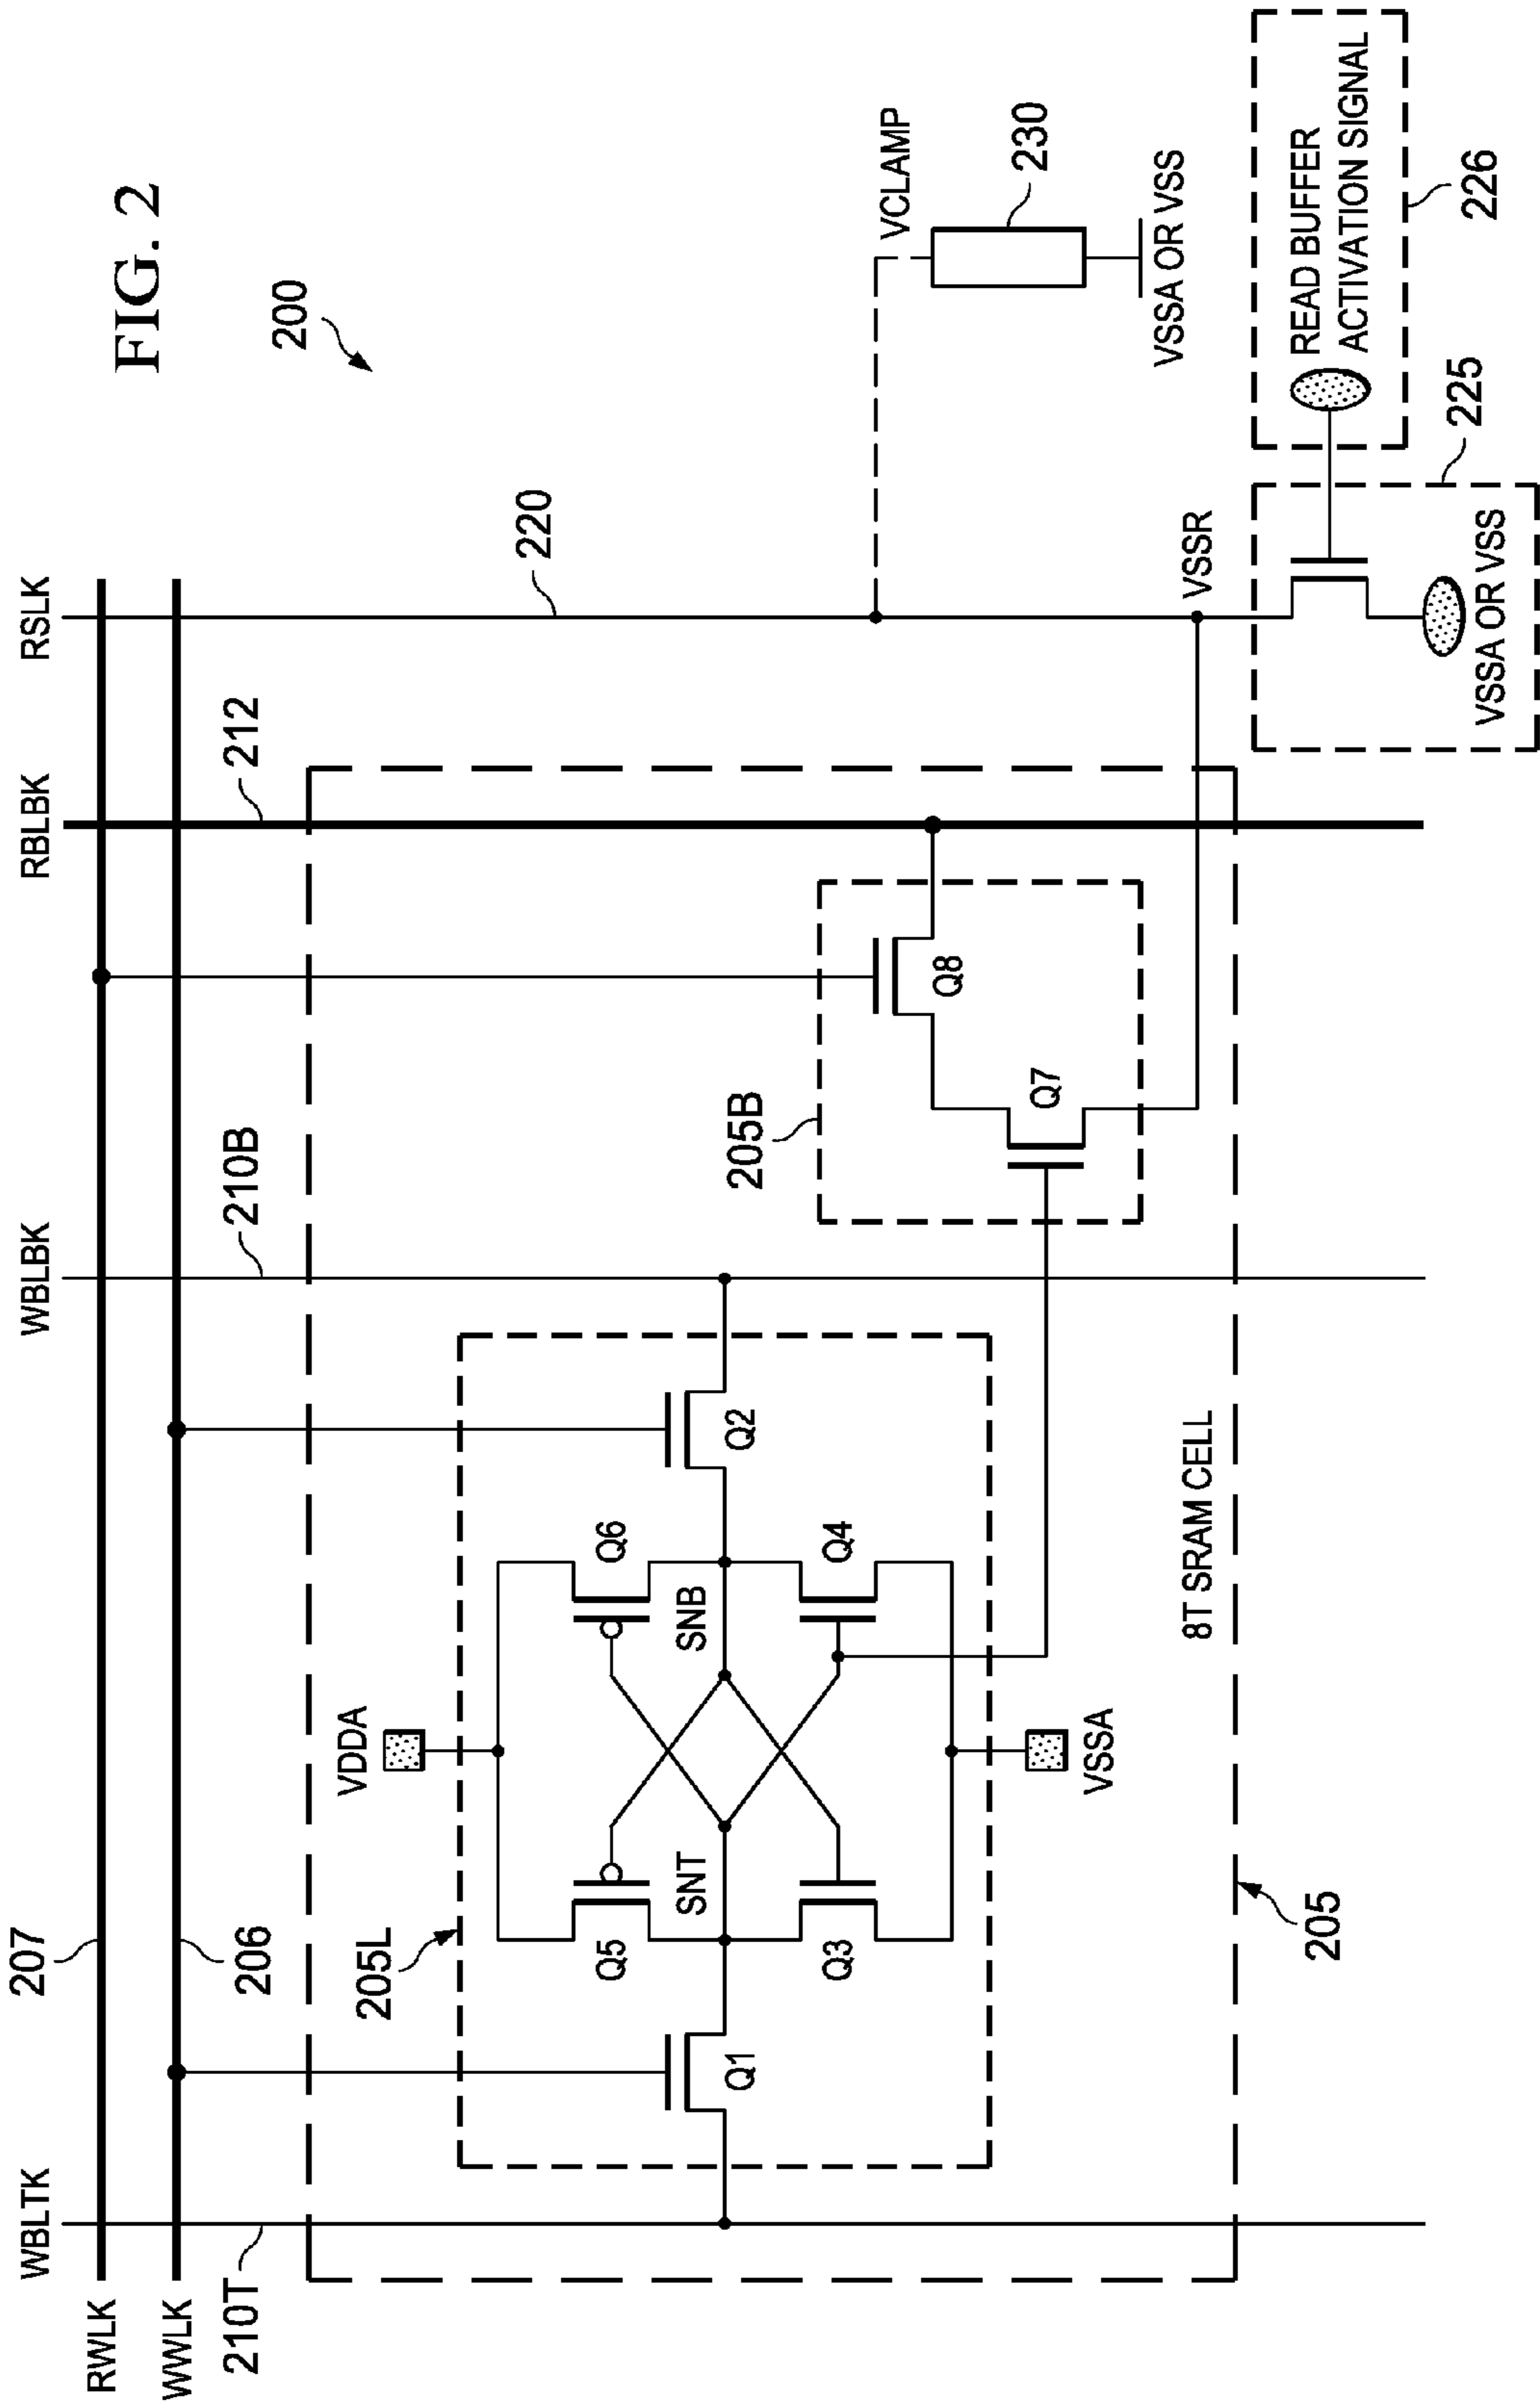 FIG. 2
200
WBLTK
WBLBK
RBLBK
RSLK
207
RWLK
WWLK
206
210T
210B
212
220
205L
VDDA
Q5
Q6
SNT
SNB
Q1
Q2
Q3
Q4
VSSA
205B
Q8
Q7
8T SRAM CELL
205
VCLAMP
230
VSSA OR VSS
VSSR
READ BUFFER
ACTIVATION SIGNAL
226
225
VSSA OR VSS